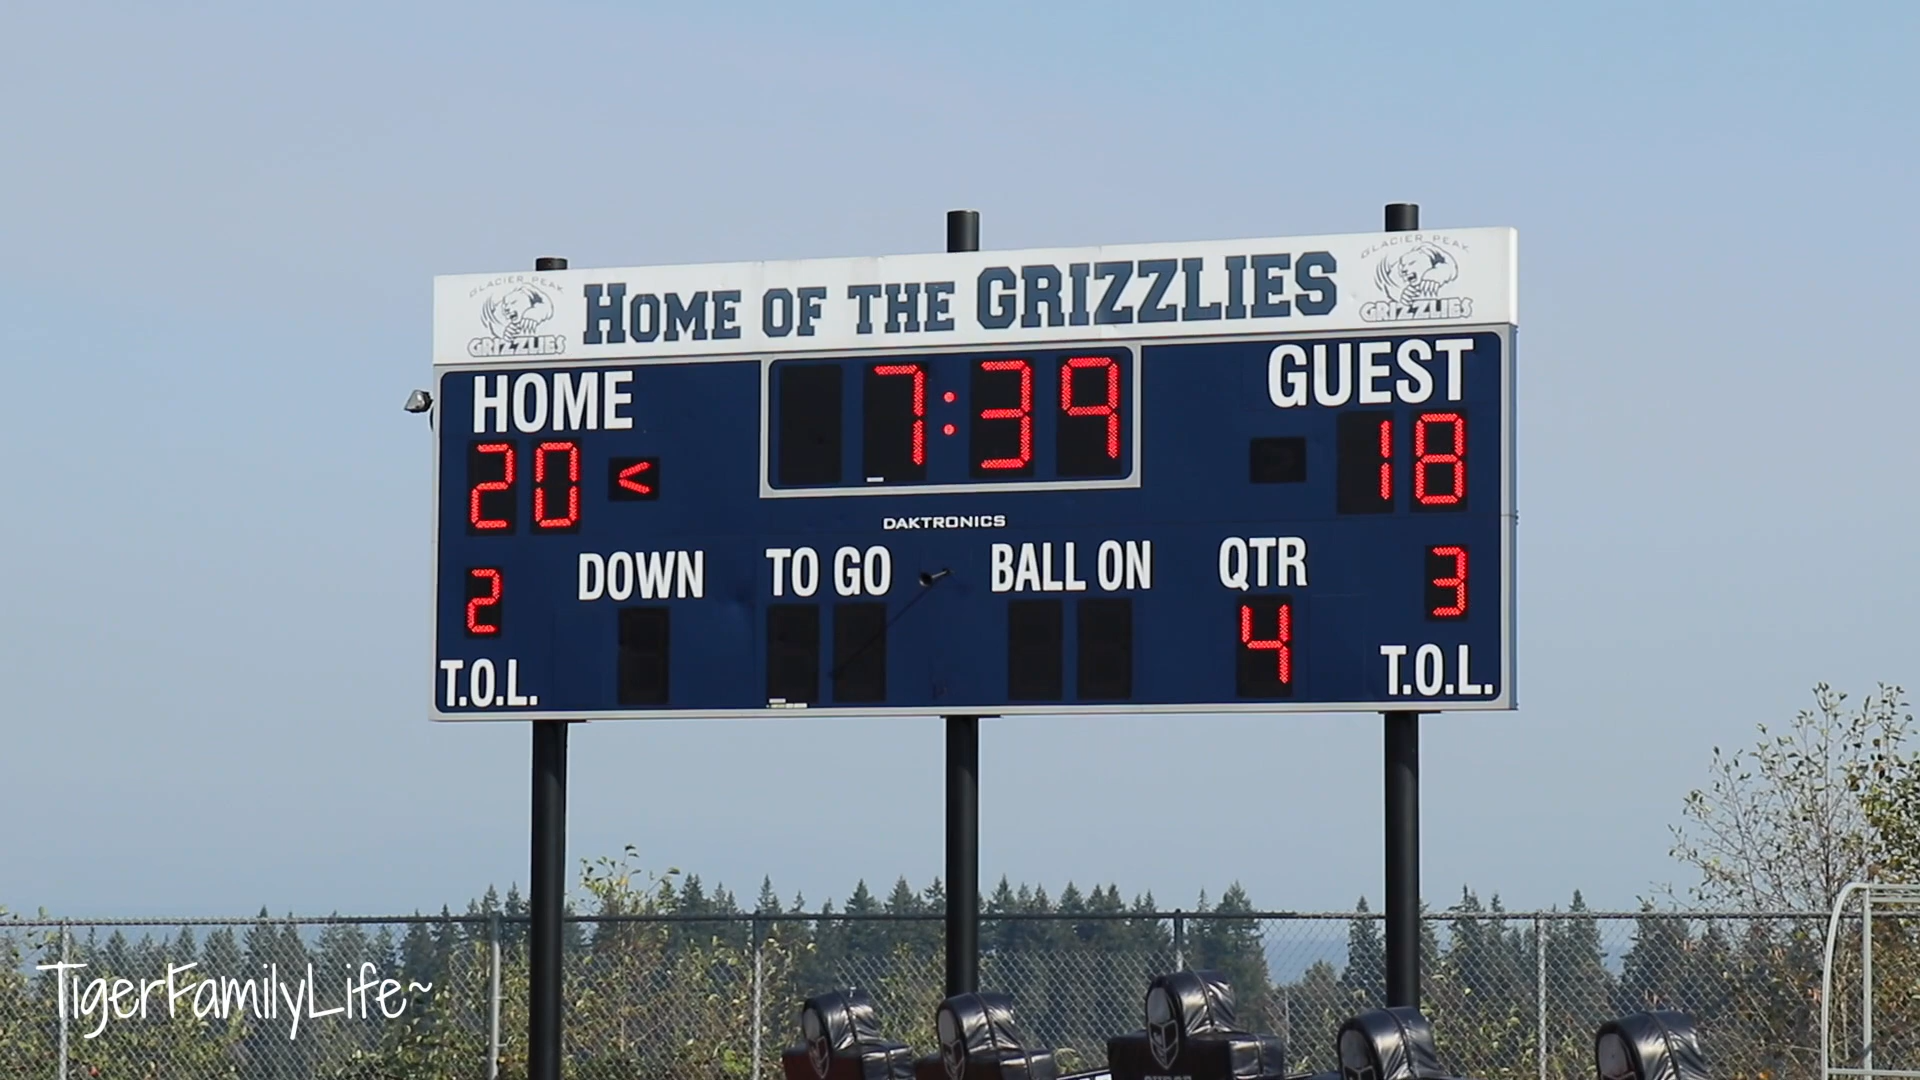 GLACIER PEAK
GRIZZLIES
HOME OF THE GRIZZLIES
GLACIER PEAK
GRIZZLIES
HOME
7:39
GUEST
20 <
18
DAKTRONICS
DOWN
TO GO
BALL ON
QTR
2
4
3
T.O.L.
T.O.L.
TigerFamilyLife~